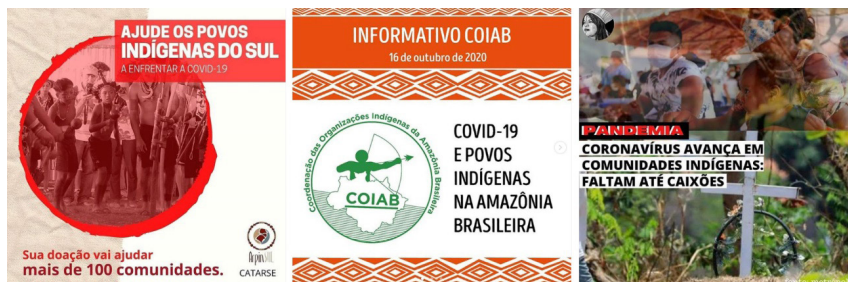 AJUDE OS POVOS
INDÍGENAS DO SUL
A ENFRENTAR A COVID-19
Sua doação vai ajudar
mais de 100 comunidades.
ArpinSUL
CATARSE
INFORMATIVO COIAB
16 de outubro de 2020
Coordenação das Organizações Indígenas da Amazônia Brasileira
COIAB
COVID-19
E POVOS
INDÍGENAS
NA AMAZÔNIA
BRASILEIRA
PANDEMIA
CORONAVÍRUS AVANÇA EM
COMUNIDADES INDÍGENAS:
FALTAM ATÉ CAIXÕES